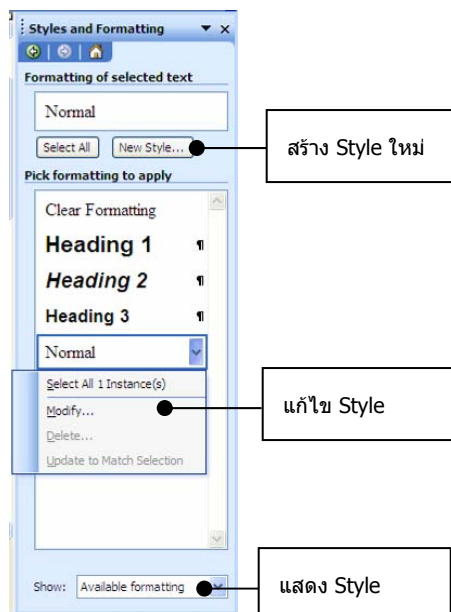 Styles and Formatting
Formatting of selected text
Normal
Select All New Style...
สร้าง Style ใหม่
Pick formatting to apply
Clear Formatting
Heading 1 ¶
Heading 2 ¶
Heading 3 ¶
Normal
Select All 1 Instance(s)
Modify...
แก้ไข Style
Delete...
Update to Match Selection
Show: Available formatting
แสดง Style